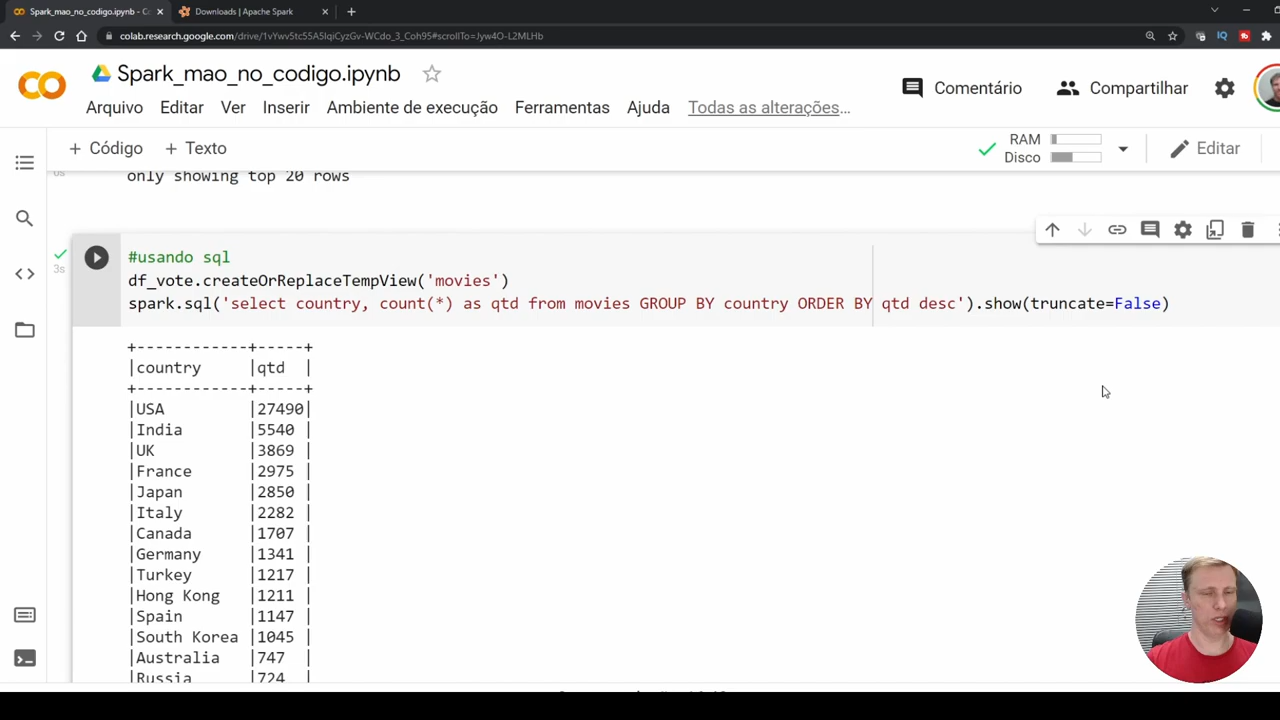 Spark_mao_no_codigo.ipynb - C
Downloads | Apache Spark
colab.research.google.com/drive/1vYwv5tc55A5IqiCyzGv-WCdo_3_Coh95#scrollTo=Jyw4O-L2MLHb
Spark_mao_no_codigo.ipynb
Comentário
Compartilhar
Arquivo Editar Ver Inserir Ambiente de execução Ferramentas Ajuda Todas as alterações…
+ Código + Texto
RAM
Disco
Editar
0s
only showing top 20 rows
3s
#usando sql
df_vote.createOrReplaceTempView('movies')
spark.sql('select country, count(*) as qtd from movies GROUP BY country ORDER BY qtd desc').show(truncate=False)
+------------+-----+
|country     |qtd  |
+------------+-----+
|USA         |27490|
|India       |5540 |
|UK          |3869 |
|France      |2975 |
|Japan       |2850 |
|Italy       |2282 |
|Canada      |1707 |
|Germany     |1341 |
|Turkey      |1217 |
|Hong Kong   |1211 |
|Spain       |1147 |
|South Korea |1045 |
|Australia   |747  |
|Russia      |724  |